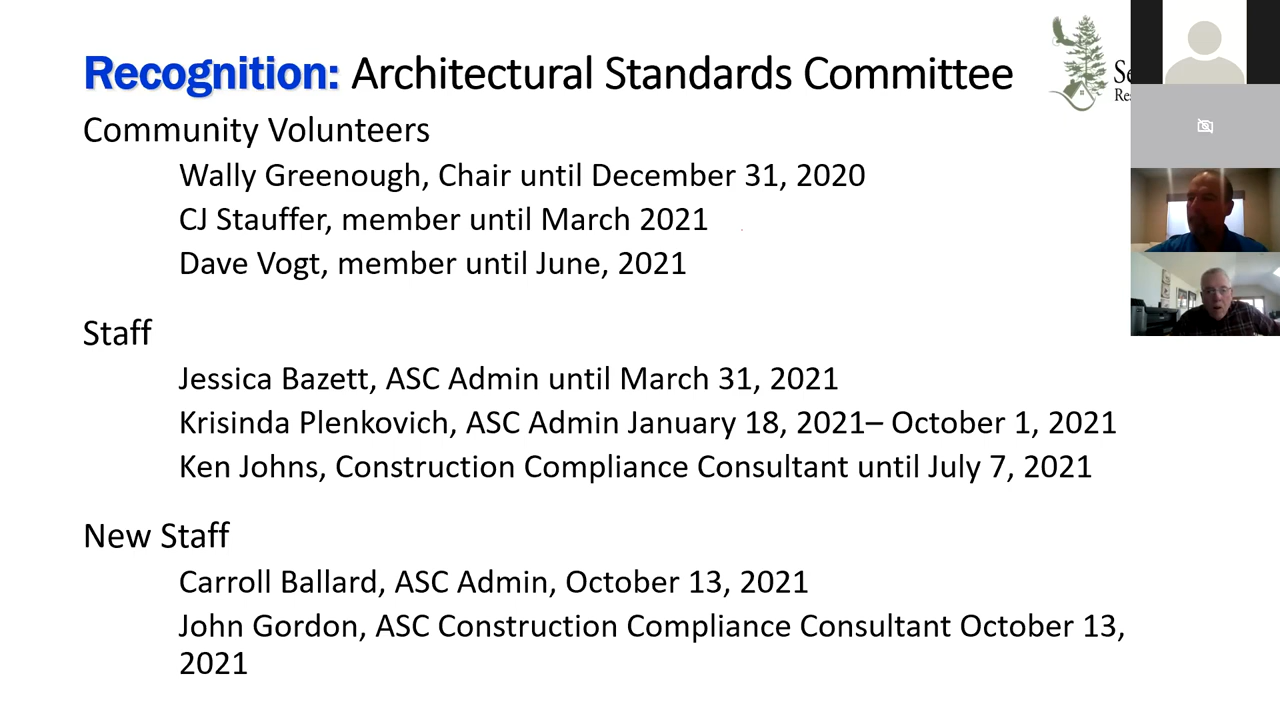 Recognition: Architectural Standards Committee
Community Volunteers
Wally Greenough, Chair until December 31, 2020
CJ Stauffer, member until March 2021
Dave Vogt, member until June, 2021
Staff
Jessica Bazett, ASC Admin until March 31, 2021
Krisinda Plenkovich, ASC Admin January 18, 2021– October 1, 2021
Ken Johns, Construction Compliance Consultant until July 7, 2021
New Staff
Carroll Ballard, ASC Admin, October 13, 2021
John Gordon, ASC Construction Compliance Consultant October 13,
2021